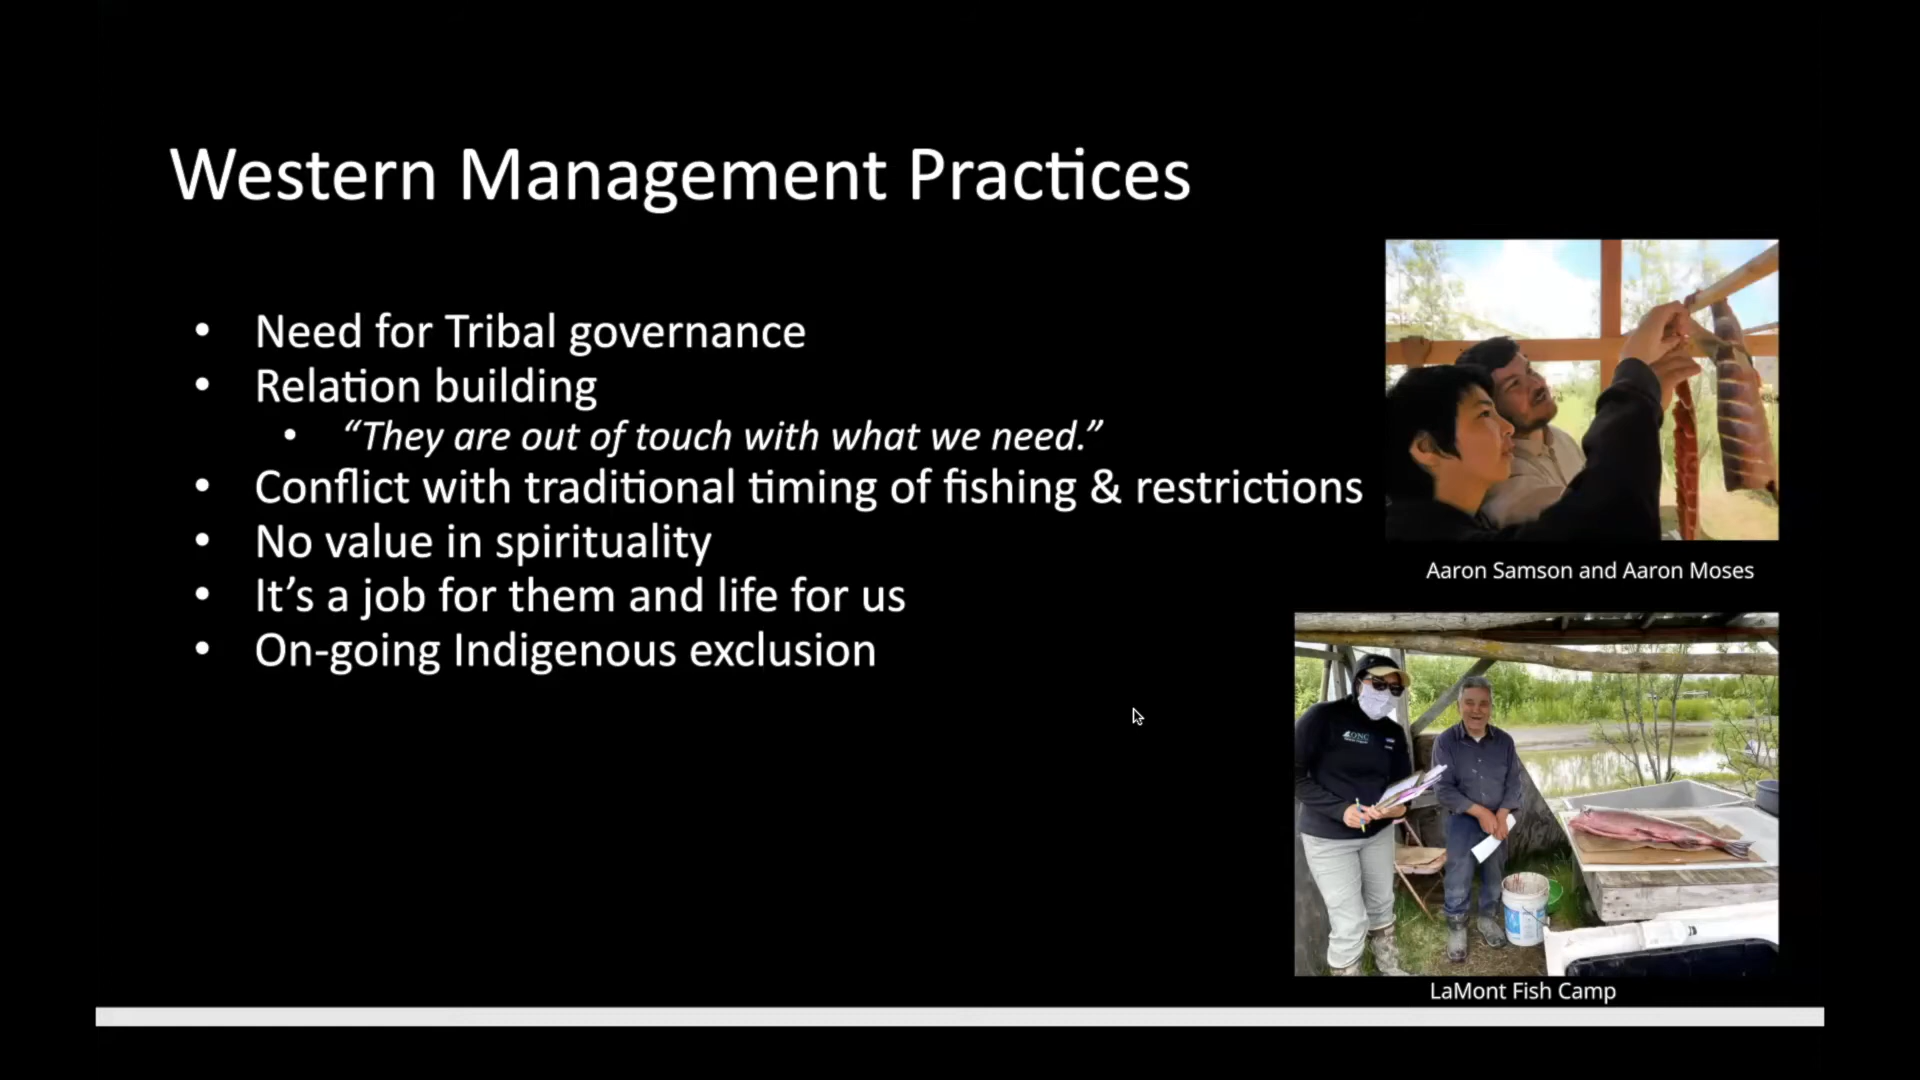 Western Management Practices
• Need for Tribal governance
• Relation building
• “They are out of touch with what we need.”
• Conflict with traditional timing of fishing & restrictions
• No value in spirituality
• It’s a job for them and life for us
• On-going Indigenous exclusion
Aaron Samson and Aaron Moses
ONC
LaMont Fish Camp